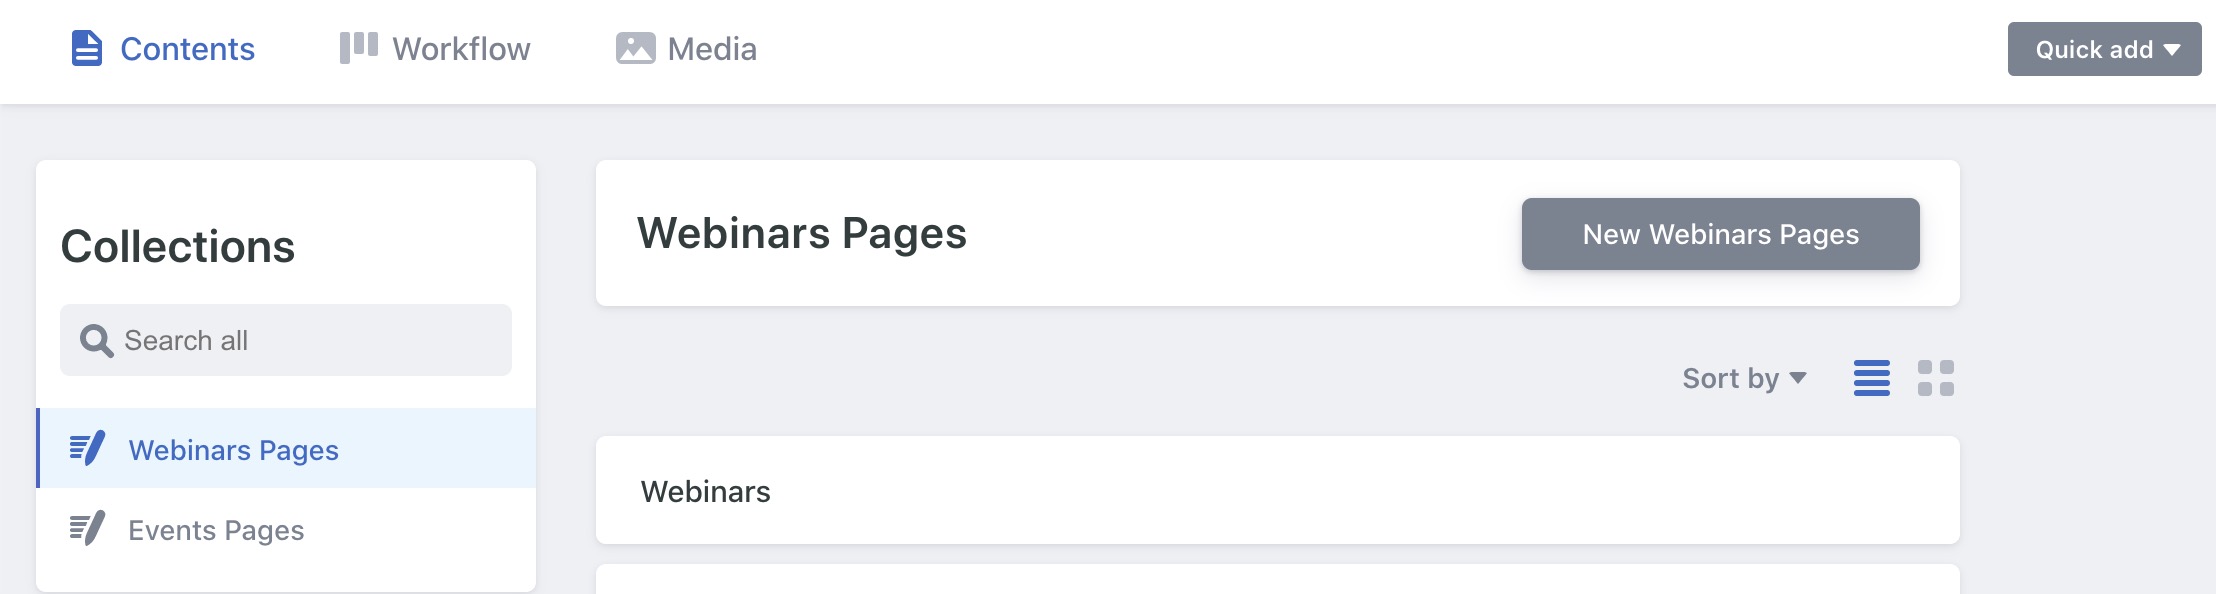 Contents
Workflow
Media
Quick add
Collections
Search all
Webinars Pages
Events Pages
Webinars Pages
New Webinars Pages
Sort by
Webinars